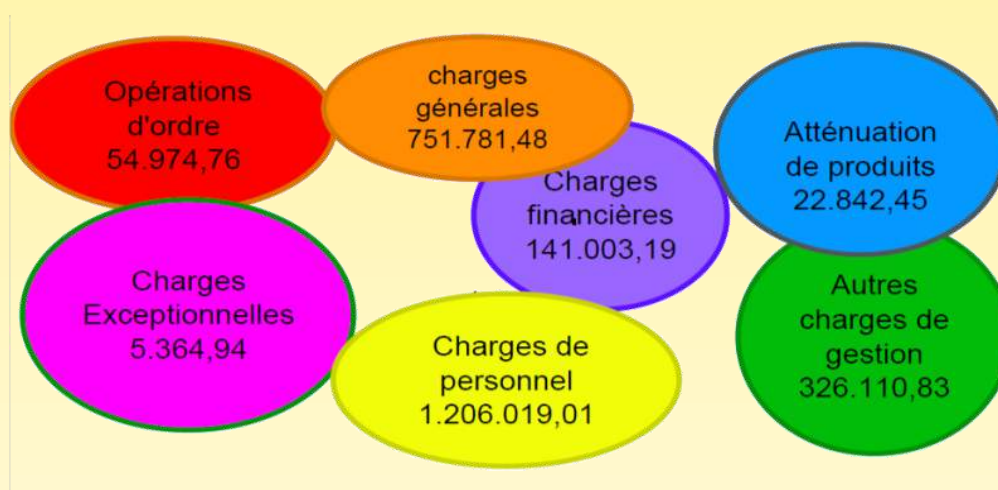 Opérations
d'ordre
54.974,76
charges
générales
751.781,48
Charges
financières
141.003,19
Atténuation
de produits
22.842,45
Charges
Exceptionnelles
5.364,94
Charges de
personnel
1.206.019,01
Autres
charges de
gestion
326.110,83